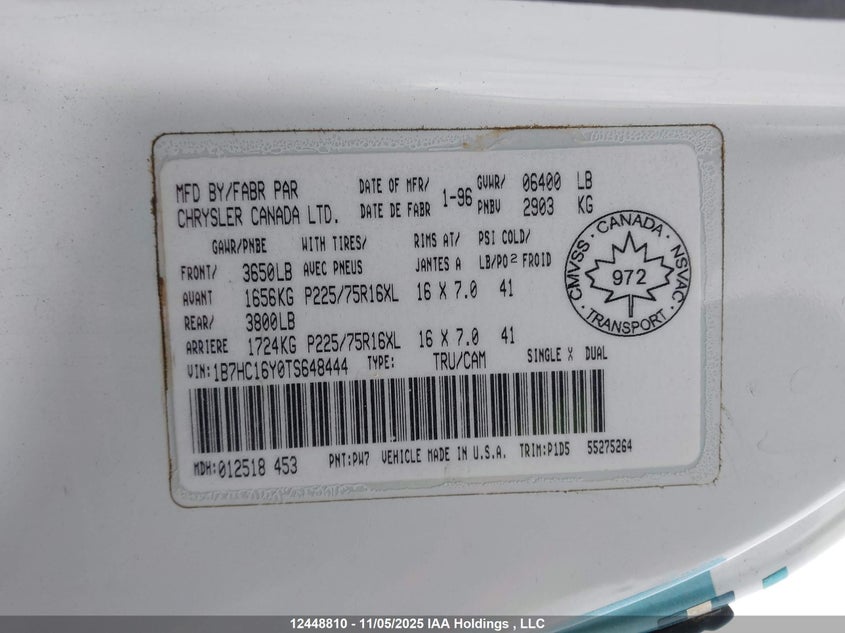 MFD BY/FABR PAR DATE OF MFR/ 1-96 GVWR/ 06400 LB
CHRYSLER CANADA LTD. DATE DE FABR PNBV 2903 KG
GAWR/PNBE WITH TIRES/ RIMS AT/ PSI COLD/
FRONT/ 3650LB AVEC PNEUS JANTES A LB/PO² FROID
AVANT 1656KG P225/75R16XL 16 X 7.0 41
REAR/ 3800LB
ARRIERE 1724KG P225/75R16XL 16 X 7.0 41
VIN: 1B7HC16Y0TS648444 TYPE: TRU/CAM SINGLE X DUAL
MDH: 012518 453 PNT: PW7 VEHICLE MADE IN U.S.A. TRIM: P1D5 55275264
CMVSS · CANADA · NSVAC · TRANSPORT ·
972
12448810 - 11/05/2025 IAA Holdings , LLC